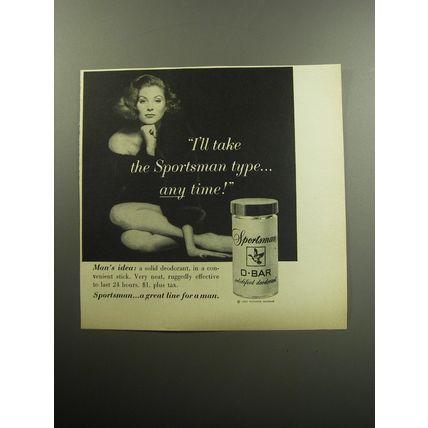 "I'll take
the Sportsman type...
any time!"
Sportsman
D-BAR
solidified deodorant
Man's idea: a solid deodorant, in a con-
venient stick. Very neat, ruggedly effective
to last 24 hours. $1. plus tax.
Sportsman...a great line for a man.